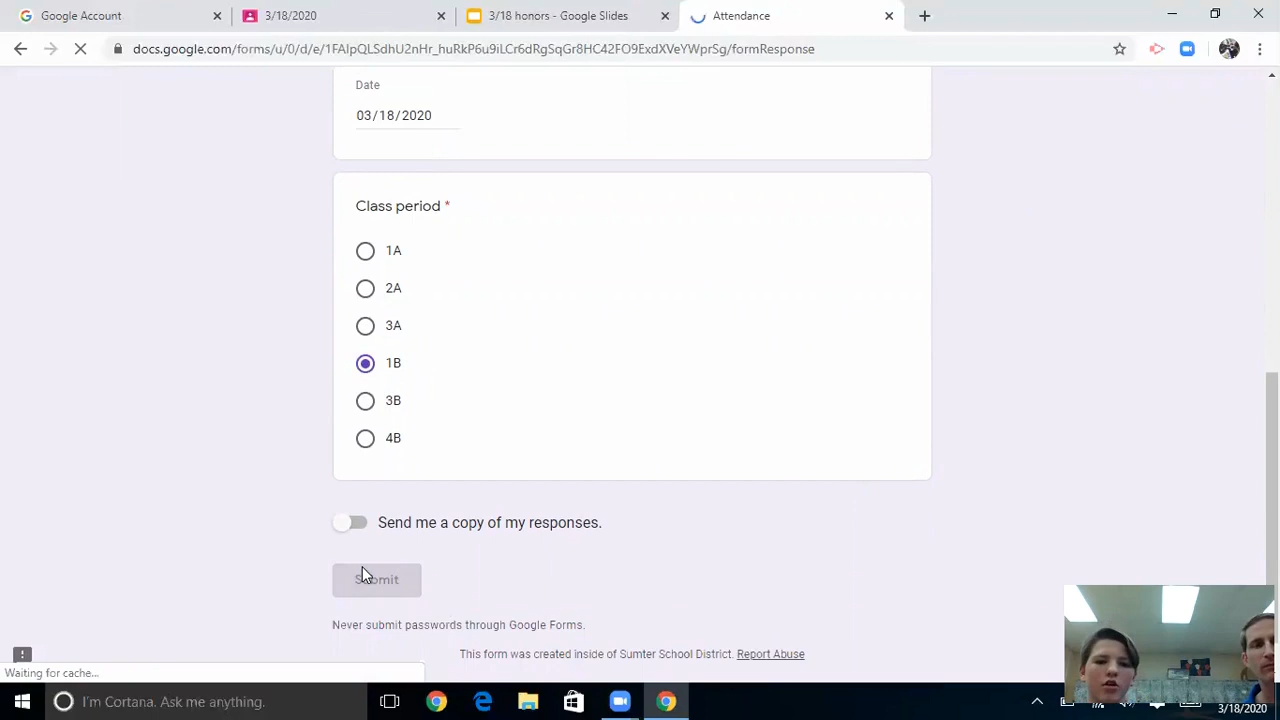 Google Account
3/18/2020
3/18 honors - Google Slides
Attendance
docs.google.com/forms/u/0/d/e/1FAIpQLSdhU2nHr_huRkP6u9iLCr6dRgSqGr8HC42FO9ExdXVeYWprSg/formResponse
Date
03/18/2020
Class period *
1A
2A
3A
1B
3B
4B
Send me a copy of my responses.
Submit
Never submit passwords through Google Forms.
This form was created inside of Sumter School District. Report Abuse
Waiting for cache...
I'm Cortana. Ask me anything.
3/18/2020